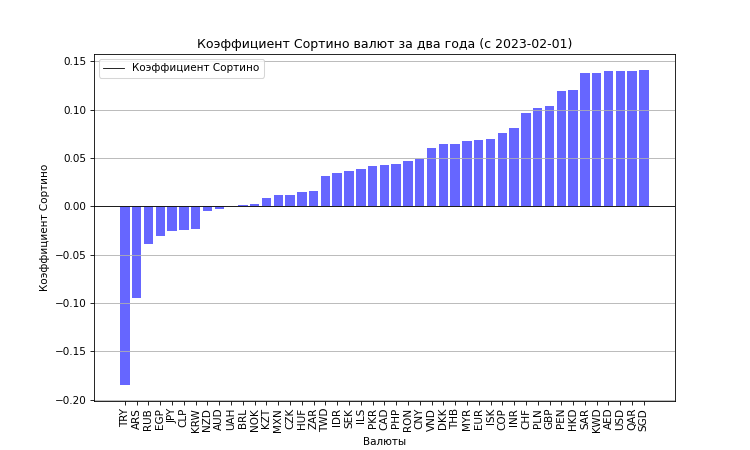 Коэффициент Сортино валют за два года (с 2023-02-01)
Коэффициент Сортино
Коэффициент Сортино
0.15
0.10
0.05
0.00
−0.05
−0.10
−0.15
−0.20
TRY ARS RUB EGP JPY CLP KRW NZD AUD UAH BRL NOK KZT MXN CZK HUF ZAR TWD IDR SEK ILS PKR CAD PHP RON CNY VND DKK THB MYR EUR ISK COP INR CHF PLN GBP PEN HKD SAR KWD AED USD QAR SGD
Валюты